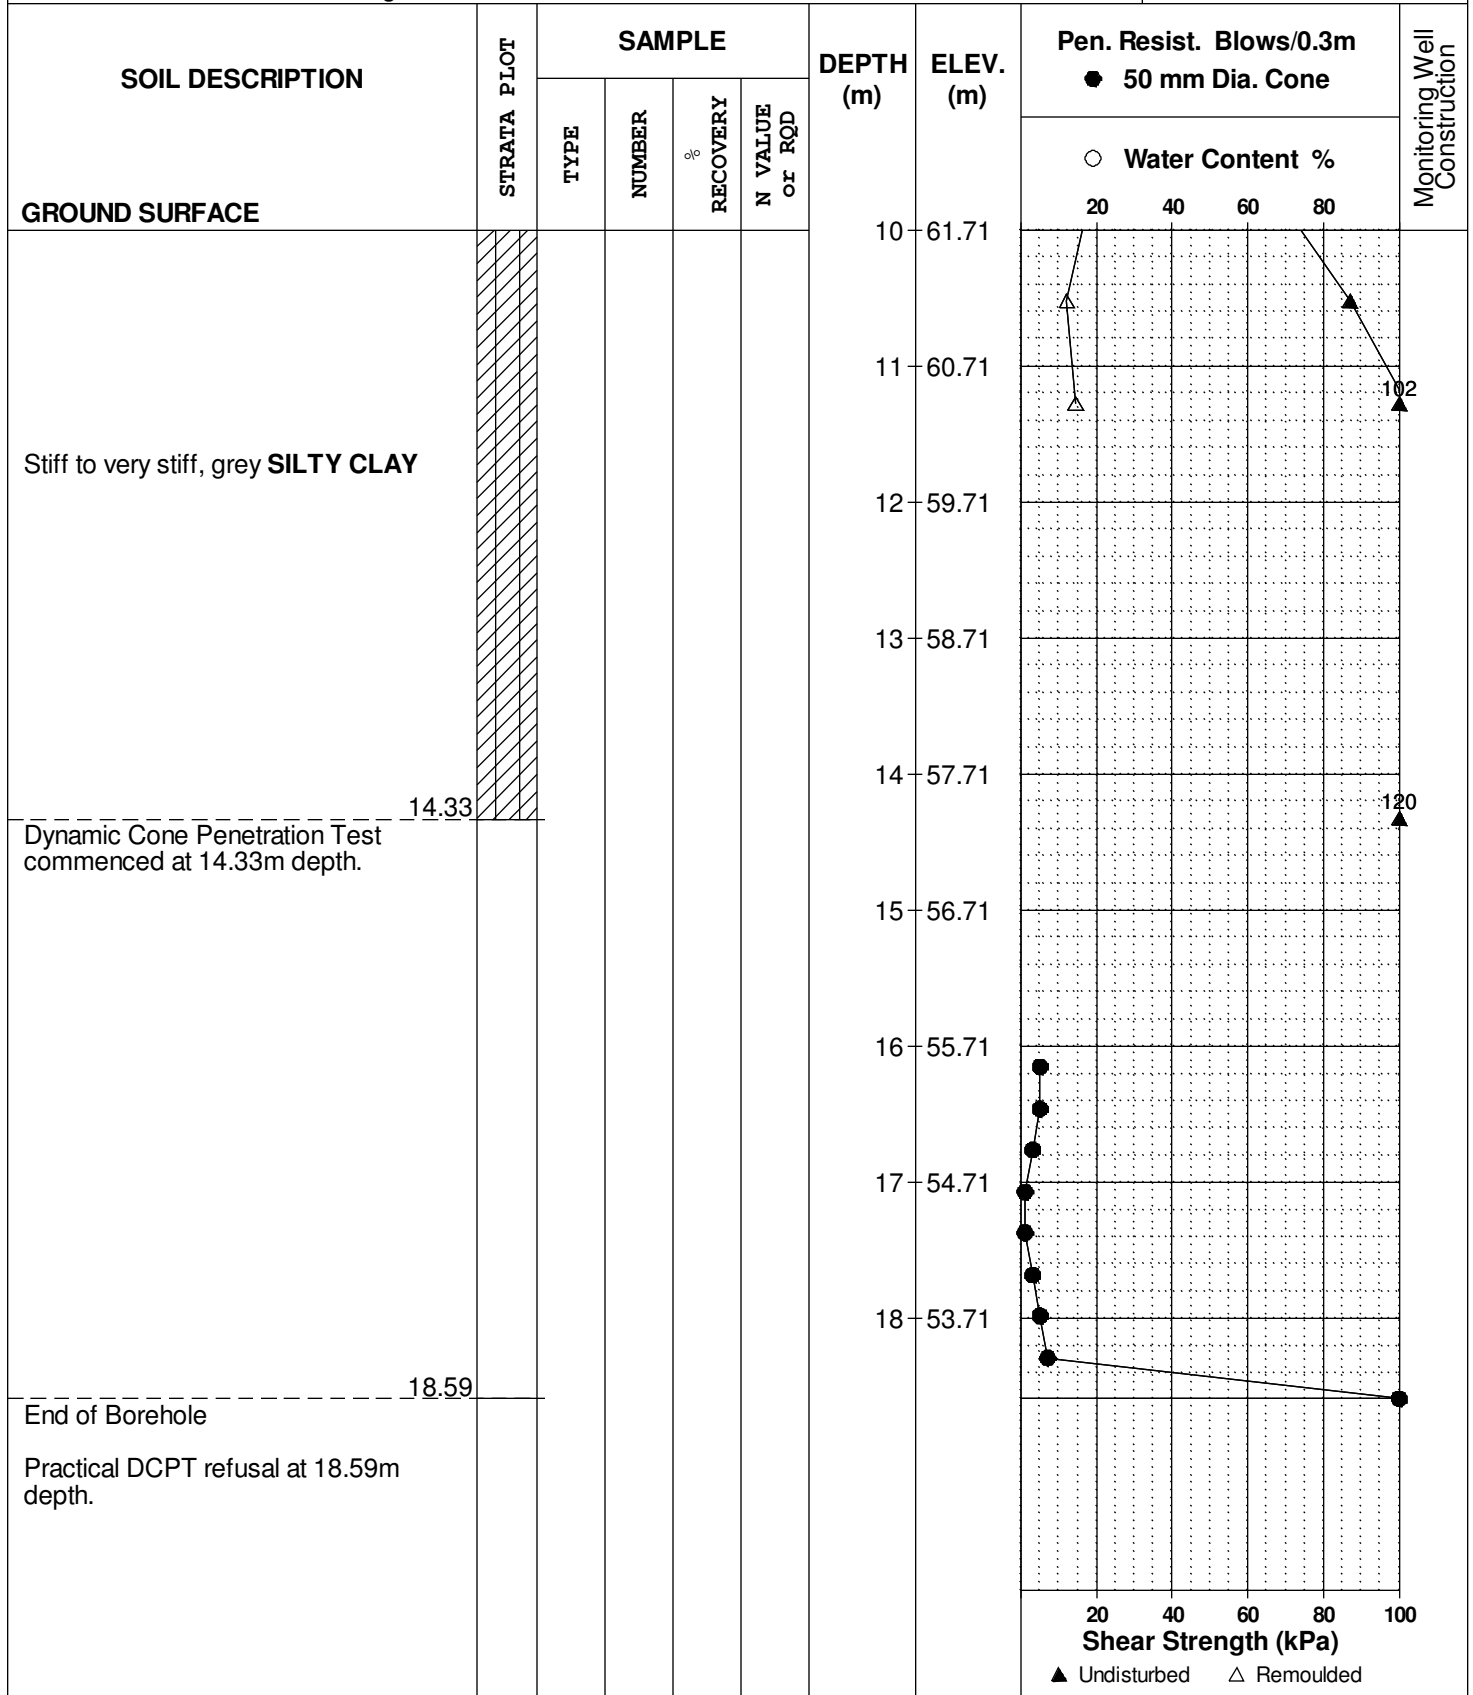 SOIL DESCRIPTION
GROUND SURFACE
STRATA PLOT
SAMPLE
TYPE
NUMBER
%
RECOVERY
N VALUE
or RQD
DEPTH
(m)
ELEV.
(m)
Pen. Resist. Blows/0.3m
● 50 mm Dia. Cone
○ Water Content %
20 40 60 80
Monitoring Well
Construction
10 61.71
11 60.71
102
Stiff to very stiff, grey SILTY CLAY
12 59.71
13 58.71
14 57.71
14.33
120
Dynamic Cone Penetration Test
commenced at 14.33m depth.
15 56.71
16 55.71
17 54.71
18 53.71
18.59
End of Borehole
Practical DCPT refusal at 18.59m
depth.
20 40 60 80 100
Shear Strength (kPa)
▲ Undisturbed △ Remoulded